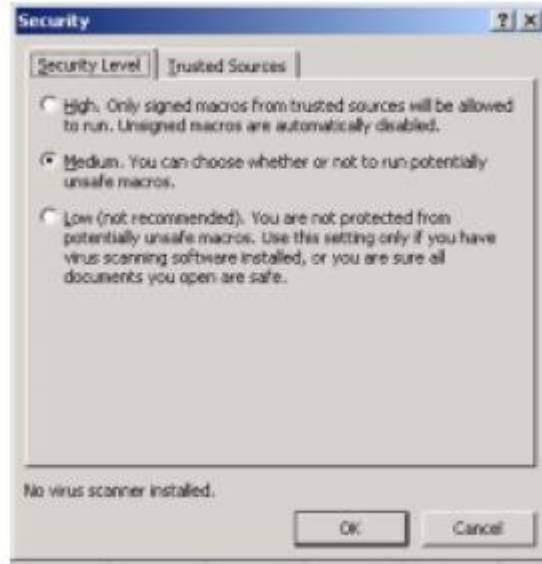 Security
Security Level
Trusted Sources
High. Only signed macros from trusted sources will be allowed
to run. Unsigned macros are automatically disabled.
Medium. You can choose whether or not to run potentially
unsafe macros.
Low (not recommended). You are not protected from
potentially unsafe macros. Use this setting only if you have
virus scanning software installed, or you are sure all
documents you open are safe.
No virus scanner installed.
OK
Cancel